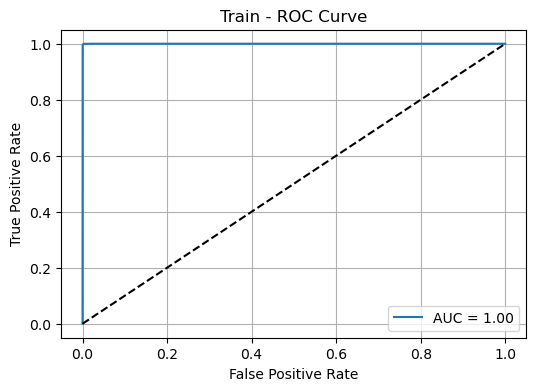 Train - ROC Curve
True Positive Rate
1.0
0.8
0.6
0.4
0.2
0.0
AUC = 1.00
0.0 0.2 0.4 0.6 0.8 1.0
False Positive Rate